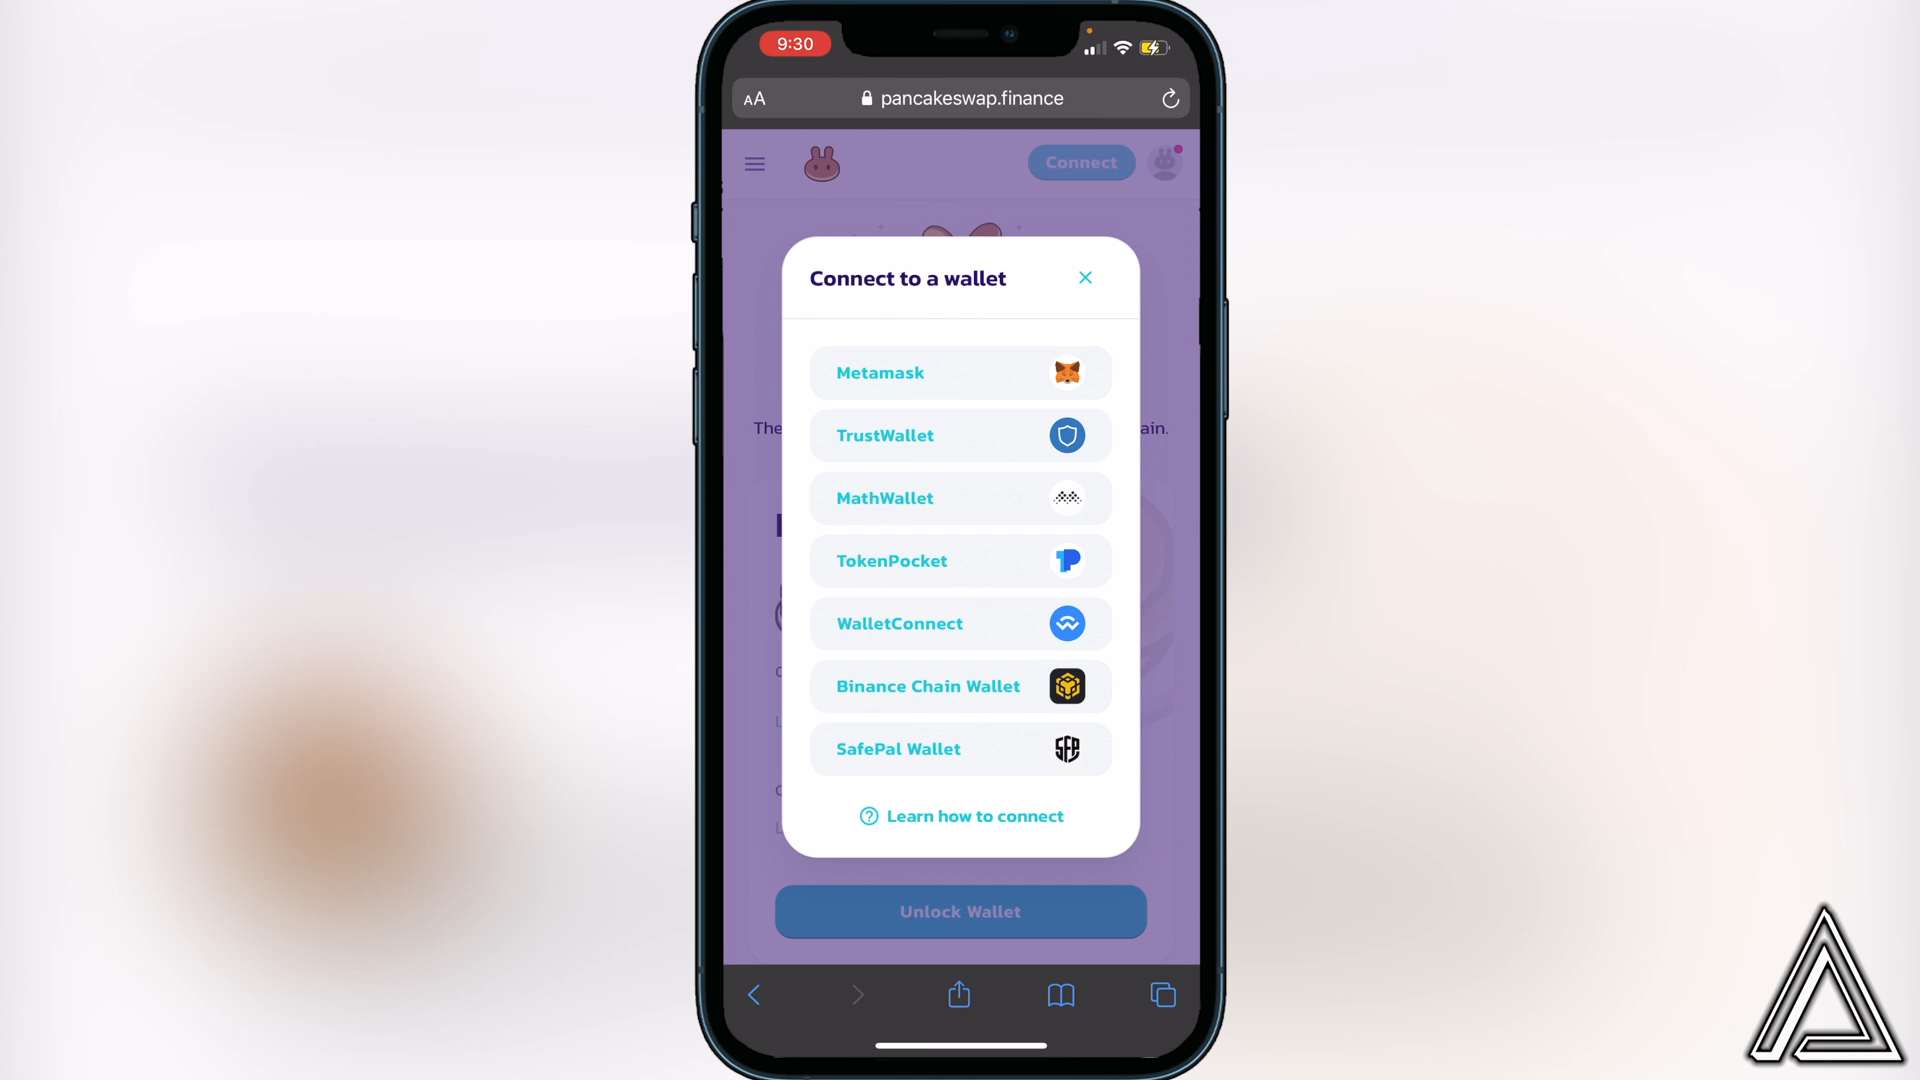 9:30
AA pancakeswap.finance
Connect
Connect to a wallet
The
ain.
Metamask
TrustWallet
MathWallet
TokenPocket
WalletConnect
Binance Chain Wallet
SafePal Wallet
Learn how to connect
Unlock Wallet